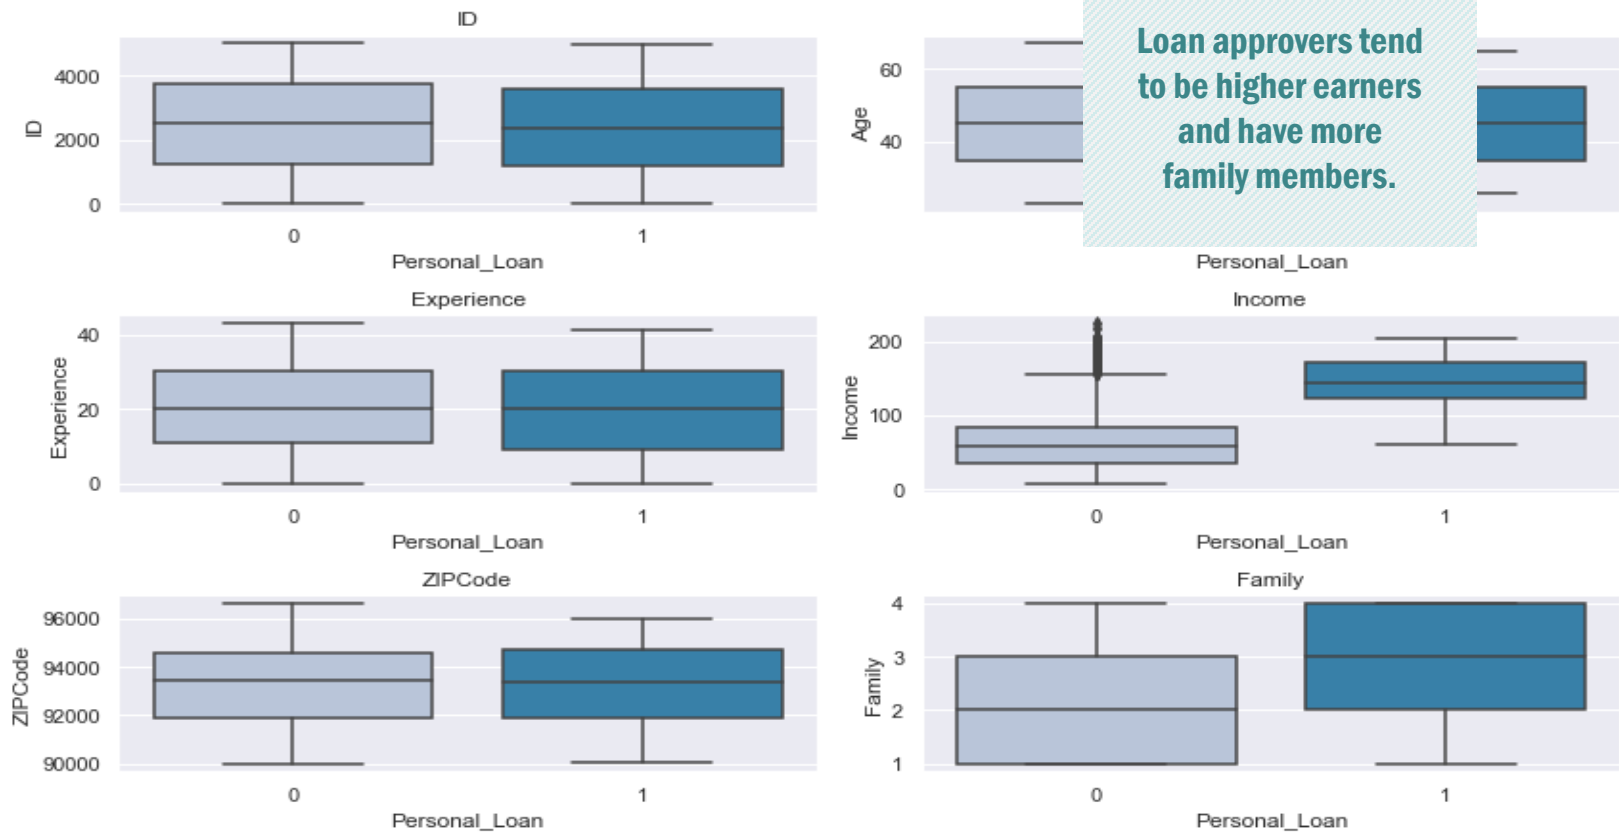 ID
4000
2000
0
ID
0
1
Personal_Loan
Loan approvers tend
to be higher earners
and have more
family members.
60
40
Age
Personal_Loan
Experience
40
20
0
Experience
0
1
Personal_Loan
Income
200
100
0
Income
0
1
Personal_Loan
ZIPCode
96000
94000
92000
90000
ZIPCode
0
1
Personal_Loan
Family
4
3
2
1
Family
0
1
Personal_Loan